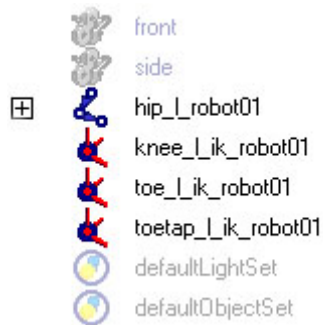 front
side
hip_l_robot01
knee_l_ik_robot01
toe_l_ik_robot01
toetap_l_ik_robot01
defaultLightSet
defaultObjectSet